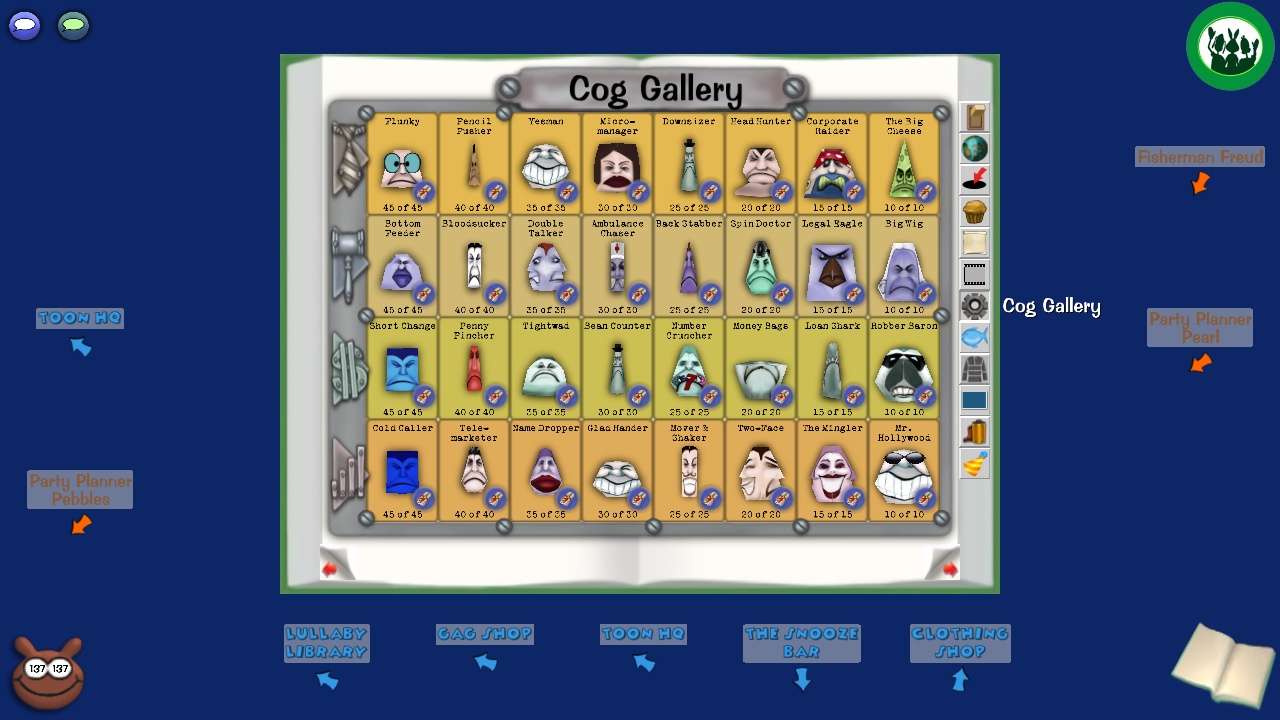 Cog Gallery
Flunky
Pencil
Pusher
Yesman
Micro-
manager
Downsizer
Head Hunter
Corporate
Raider
The Big
Cheese
45 of 45
40 of 40
35 of 35
30 of 30
25 of 25
20 of 20
15 of 15
10 of 10
Bottom
Feeder
Bloodsucker
Double
Talker
Ambulance
Chaser
Back Stabber
Spin Doctor
Legal Eagle
Big Wig
45 of 45
40 of 40
35 of 35
30 of 30
25 of 25
20 of 20
15 of 15
10 of 10
Short Change
Penny
Pincher
Tightwad
Bean Counter
Number
Cruncher
Money Bags
Loan Shark
Robber Baron
45 of 45
40 of 40
35 of 35
30 of 30
25 of 25
20 of 20
15 of 15
10 of 10
Cold Caller
Tele-
marketer
Name Dropper
Glad Hander
Mover &
Shaker
Two-Face
The Mingler
Mr.
Hollywood
45 of 45
40 of 40
35 of 35
30 of 30
25 of 25
20 of 20
15 of 15
10 of 10
Cog Gallery
Fisherman Freud
Party Planner
Pearl
TOON HQ
Party Planner
Pebbles
LULLABY
LIBRARY
GAG SHOP
TOON HQ
THE SNOOZE
BAR
CLOTHING
SHOP
137 137